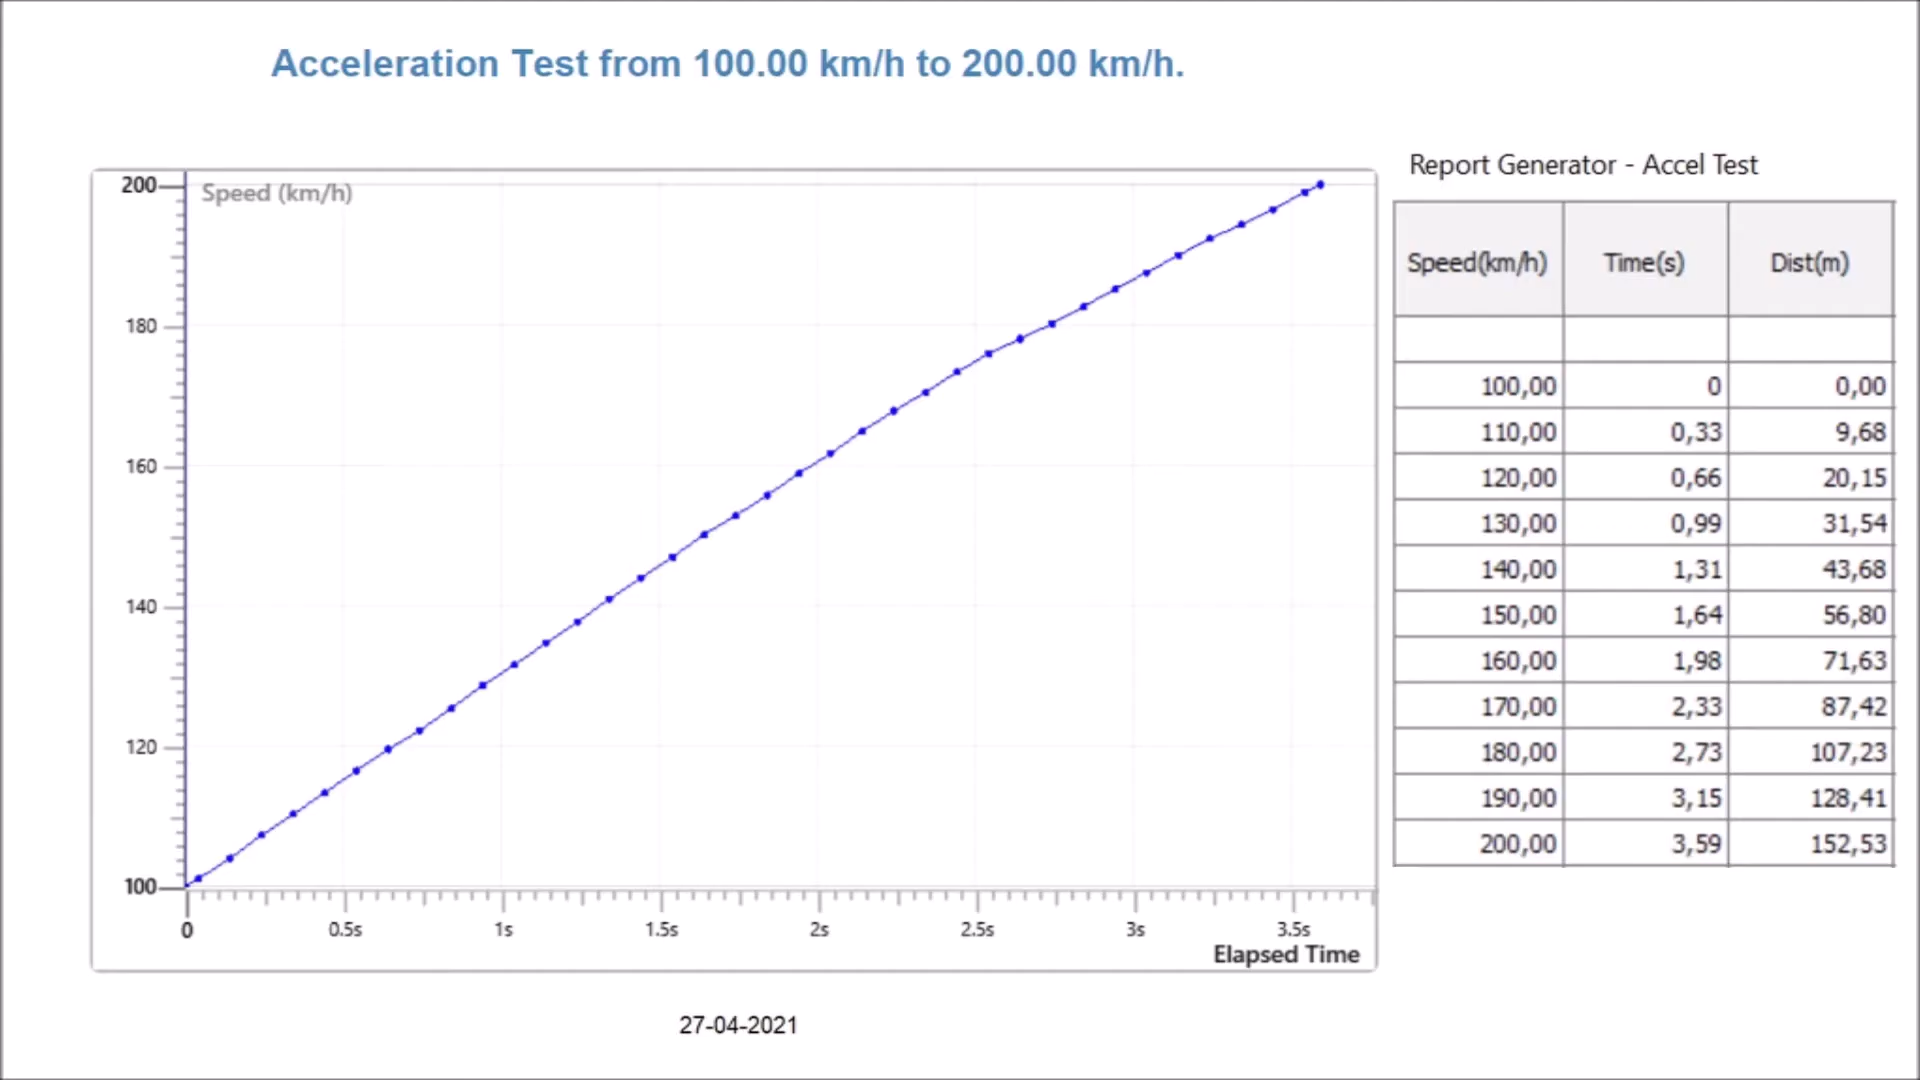 Acceleration Test from 100.00 km/h to 200.00 km/h.
Speed (km/h)
200
180
160
140
120
100
0 0.5s 1s 1.5s 2s 2.5s 3s 3.5s
Elapsed Time
Report Generator - Accel Test
Speed(km/h) Time(s) Dist(m)
100,00 0 0,00
110,00 0,33 9,68
120,00 0,66 20,15
130,00 0,99 31,54
140,00 1,31 43,68
150,00 1,64 56,80
160,00 1,98 71,63
170,00 2,33 87,42
180,00 2,73 107,23
190,00 3,15 128,41
200,00 3,59 152,53
27-04-2021